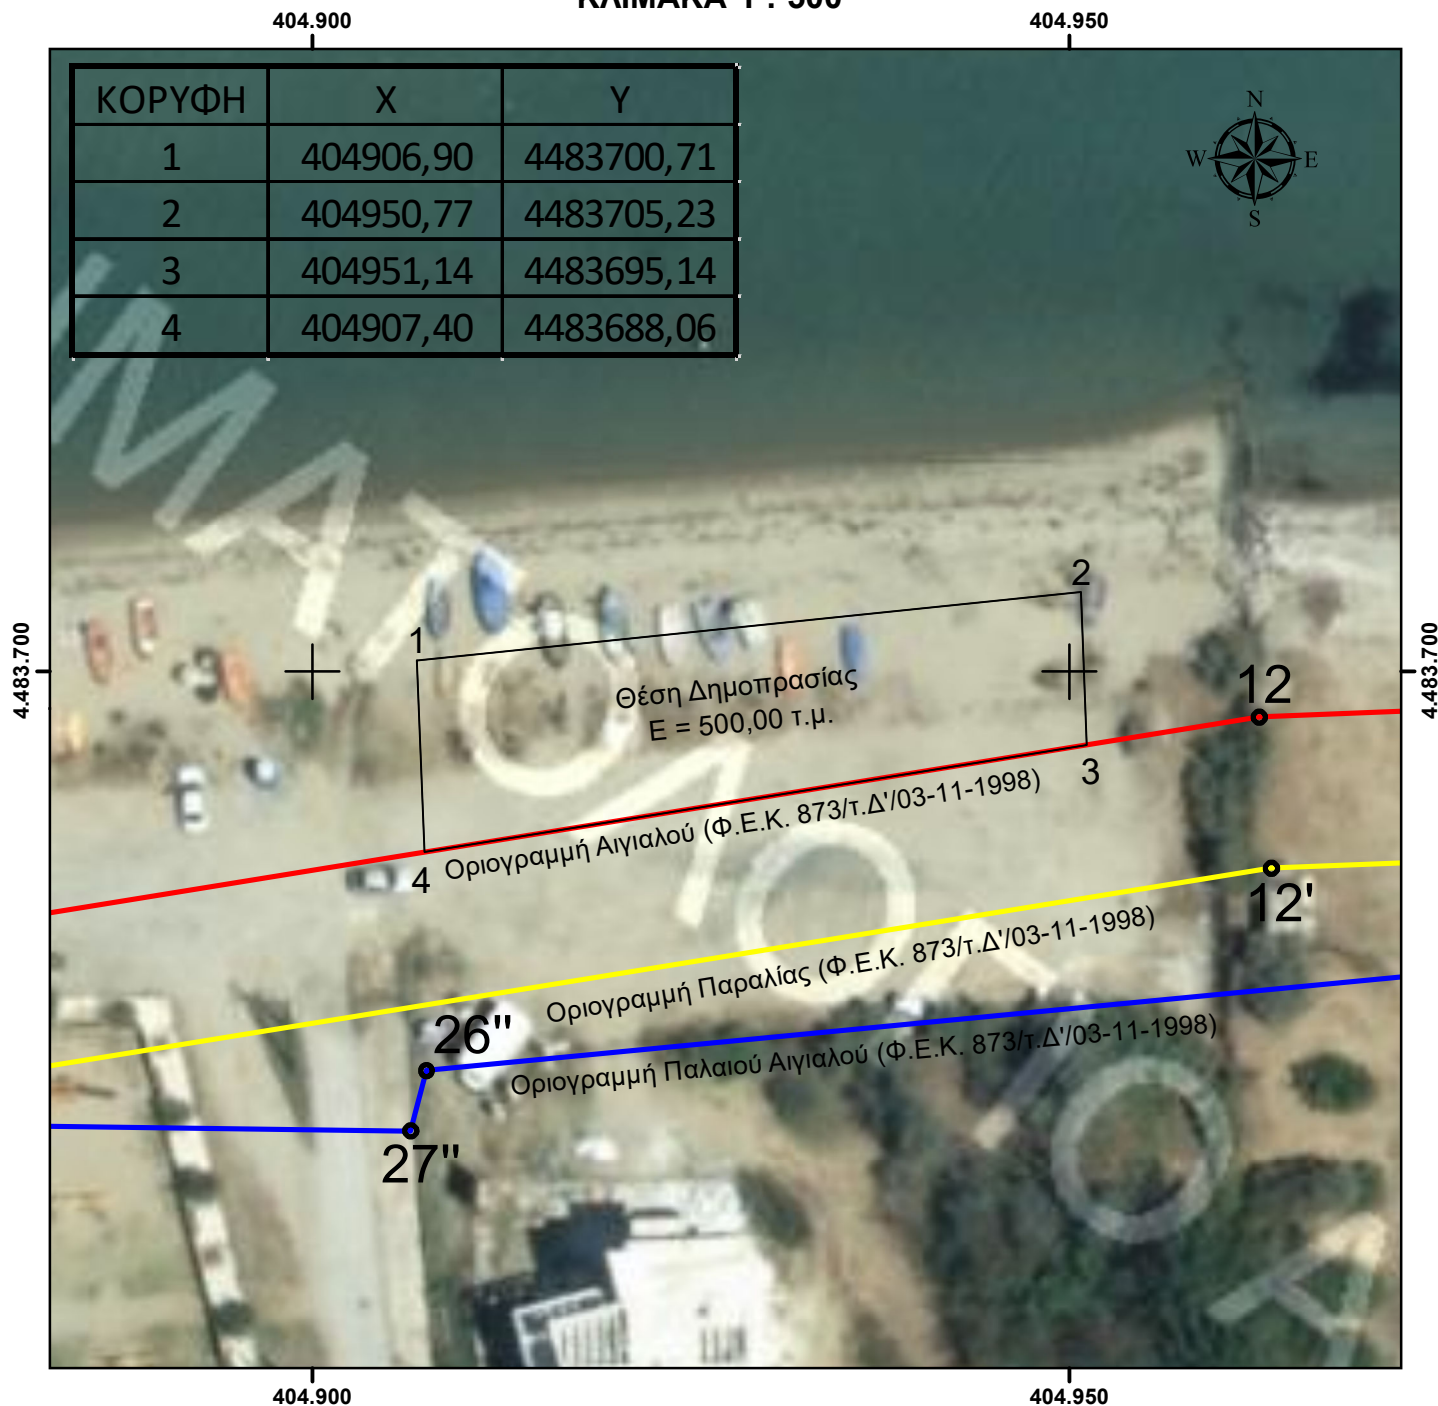 ΚΛΙΜΑΚΑ 1 : 500
404.900 404.950
ΚΟΡΥΦΗ X Y
1 404906,90 4483700,71
2 404950,77 4483705,23
3 404951,14 4483695,14
4 404907,40 4483688,06
N
W E
S
2
1
4.483.700 4.483.700
Θέση Δημοπρασίας
Ε = 500,00 τ.μ.
12
3
Οριογραμμή Αιγιαλού (Φ.Ε.Κ. 873/τ.Δ'/03-11-1998)
4
12'
Οριογραμμή Παραλίας (Φ.Ε.Κ. 873/τ.Δ'/03-11-1998)
26''
Οριογραμμή Παλαιού Αιγιαλού (Φ.Ε.Κ. 873/τ.Δ'/03-11-1998)
27''
404.900 404.950